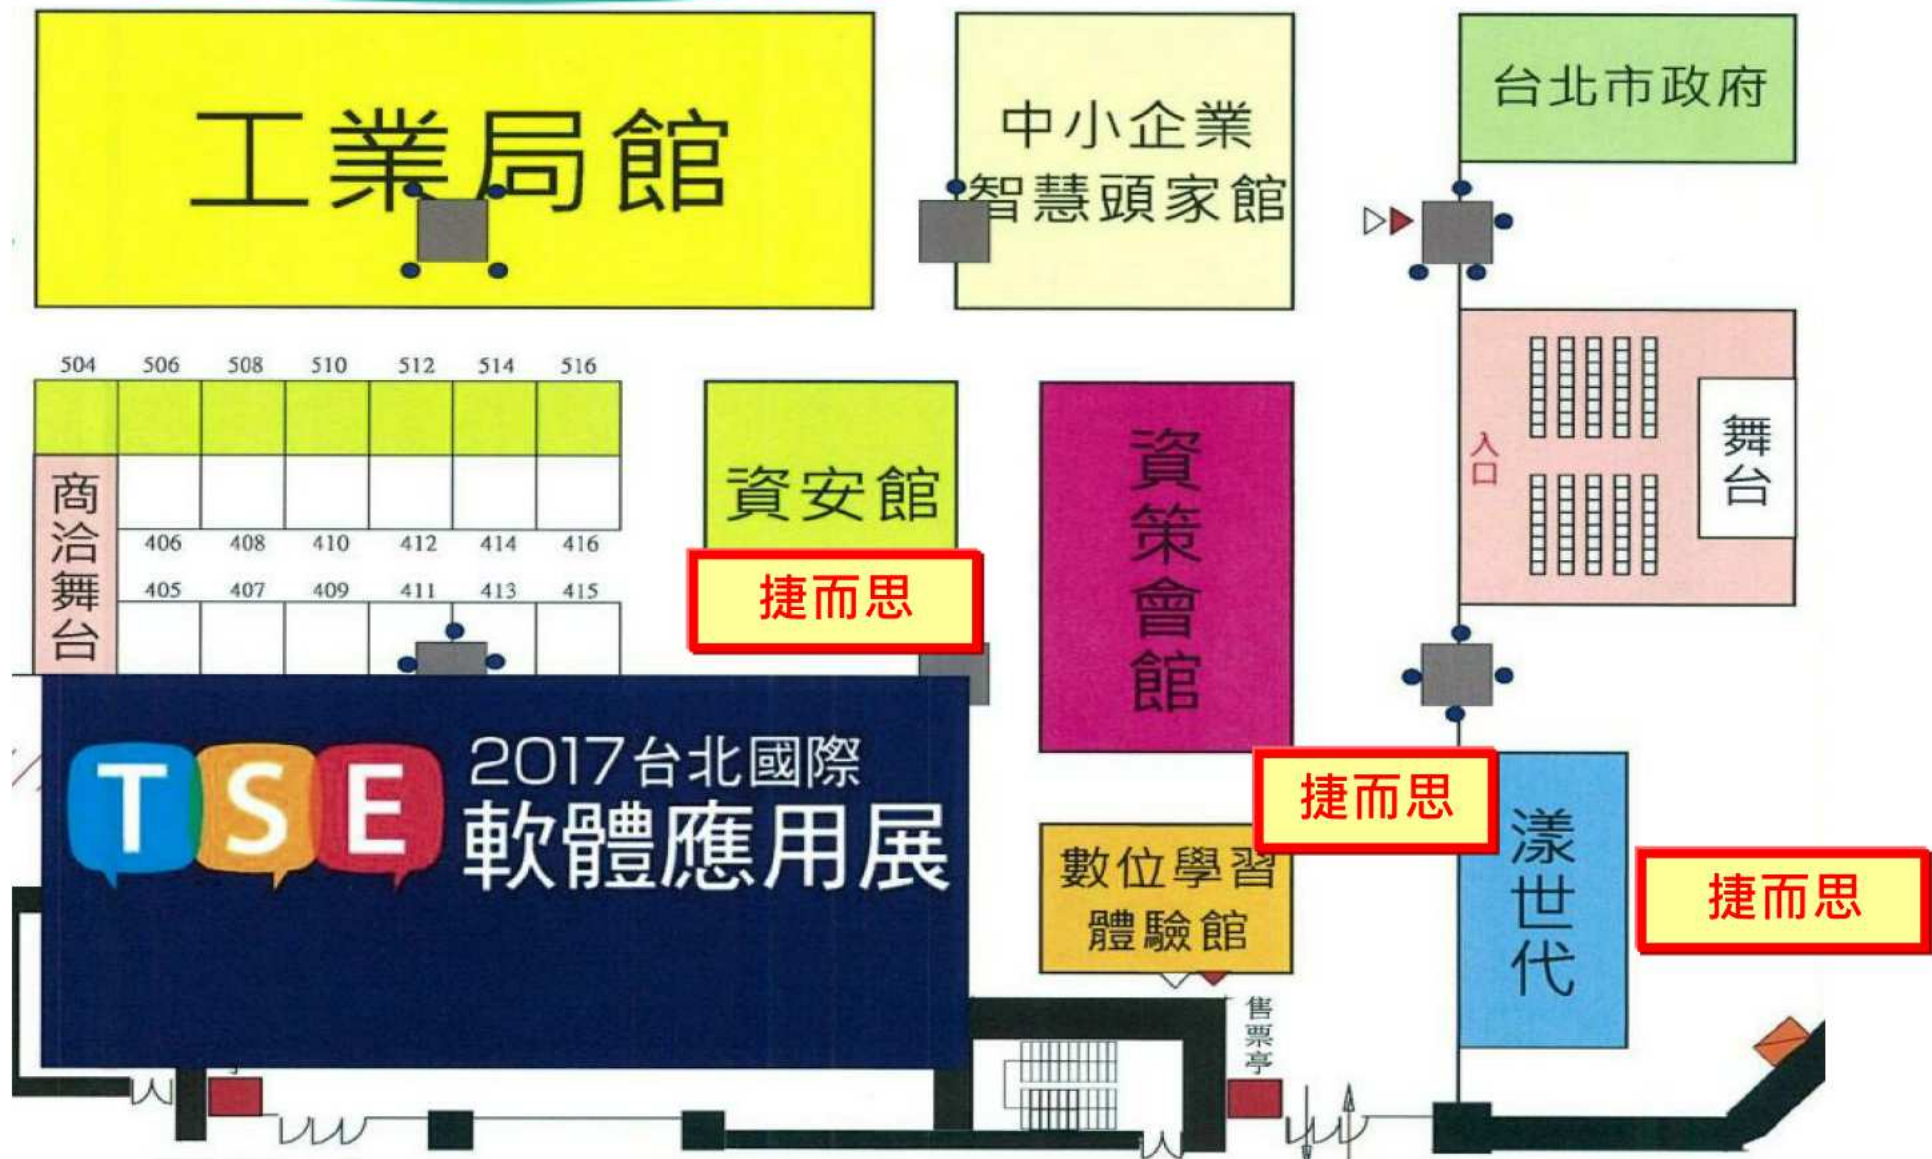 工業局館
中小企業
智慧頭家館
台北市政府
504 506 508 510 512 514 516
商洽舞台
406 408 410 412 414 416
405 407 409 411 413 415
資安館
捷而思
資策會館
入口
舞台
TSE
2017台北國際
軟體應用展
捷而思
數位學習
體驗館
漾世代
捷而思
售票亭